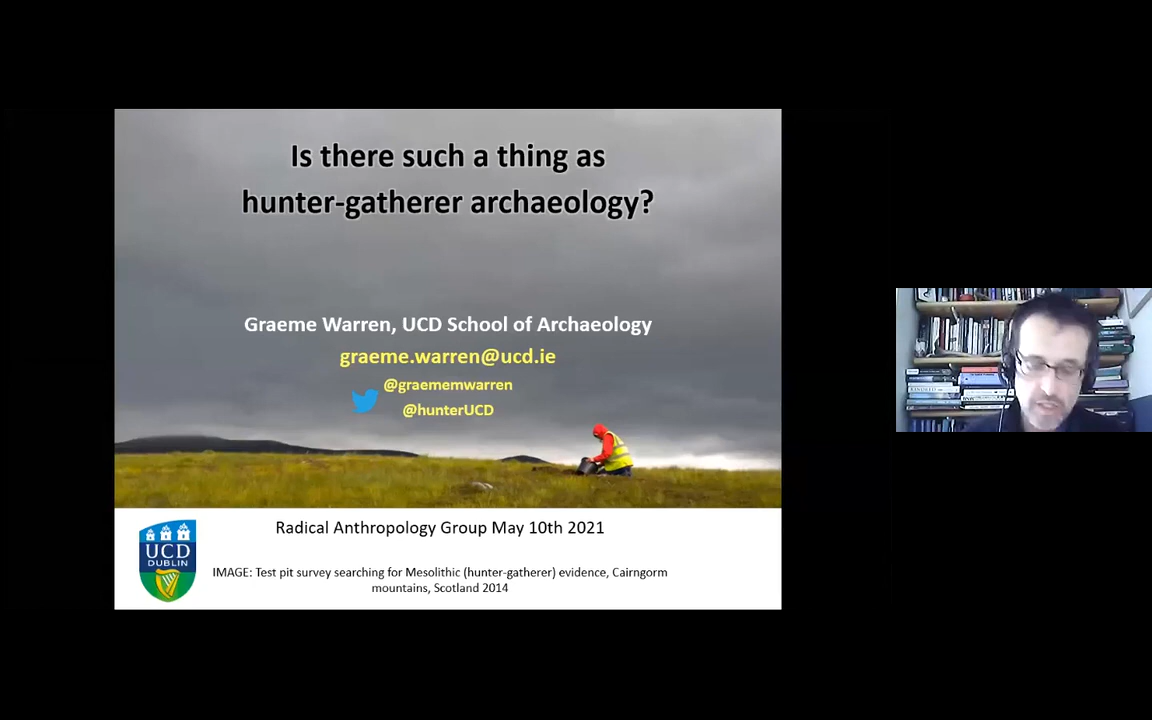 Is there such a thing as
hunter-gatherer archaeology?
Graeme Warren, UCD School of Archaeology
graeme.warren@ucd.ie
@graememwarren
@hunterUCD
Radical Anthropology Group May 10th 2021
UCD
DUBLIN
IMAGE: Test pit survey searching for Mesolithic (hunter-gatherer) evidence, Cairngorm
mountains, Scotland 2014